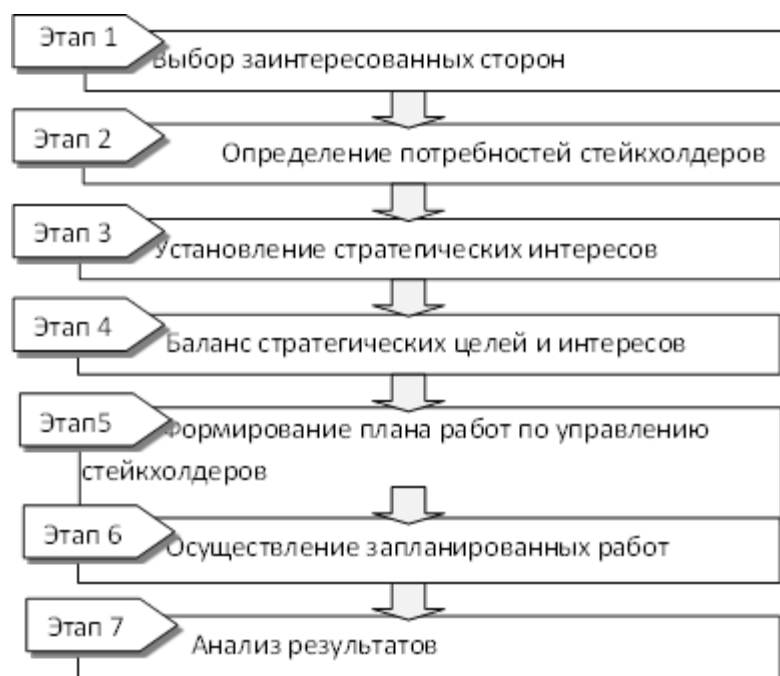 Этап 1
Выбор заинтересованных сторон
Этап 2
Определение потребностей стейкхолдеров
Этап 3
Установление стратегических интересов
Этап 4
Баланс стратегических целей и интересов
Этап5
Формирование плана работ по управлению
стейкхолдеров
Этап 6
Осуществление запланированных работ
Этап 7
Анализ результатов